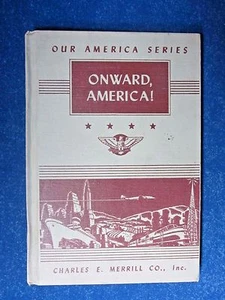 OUR AMERICA SERIES
ONWARD,
AMERICA!
CHARLES E. MERRILL CO., Inc.